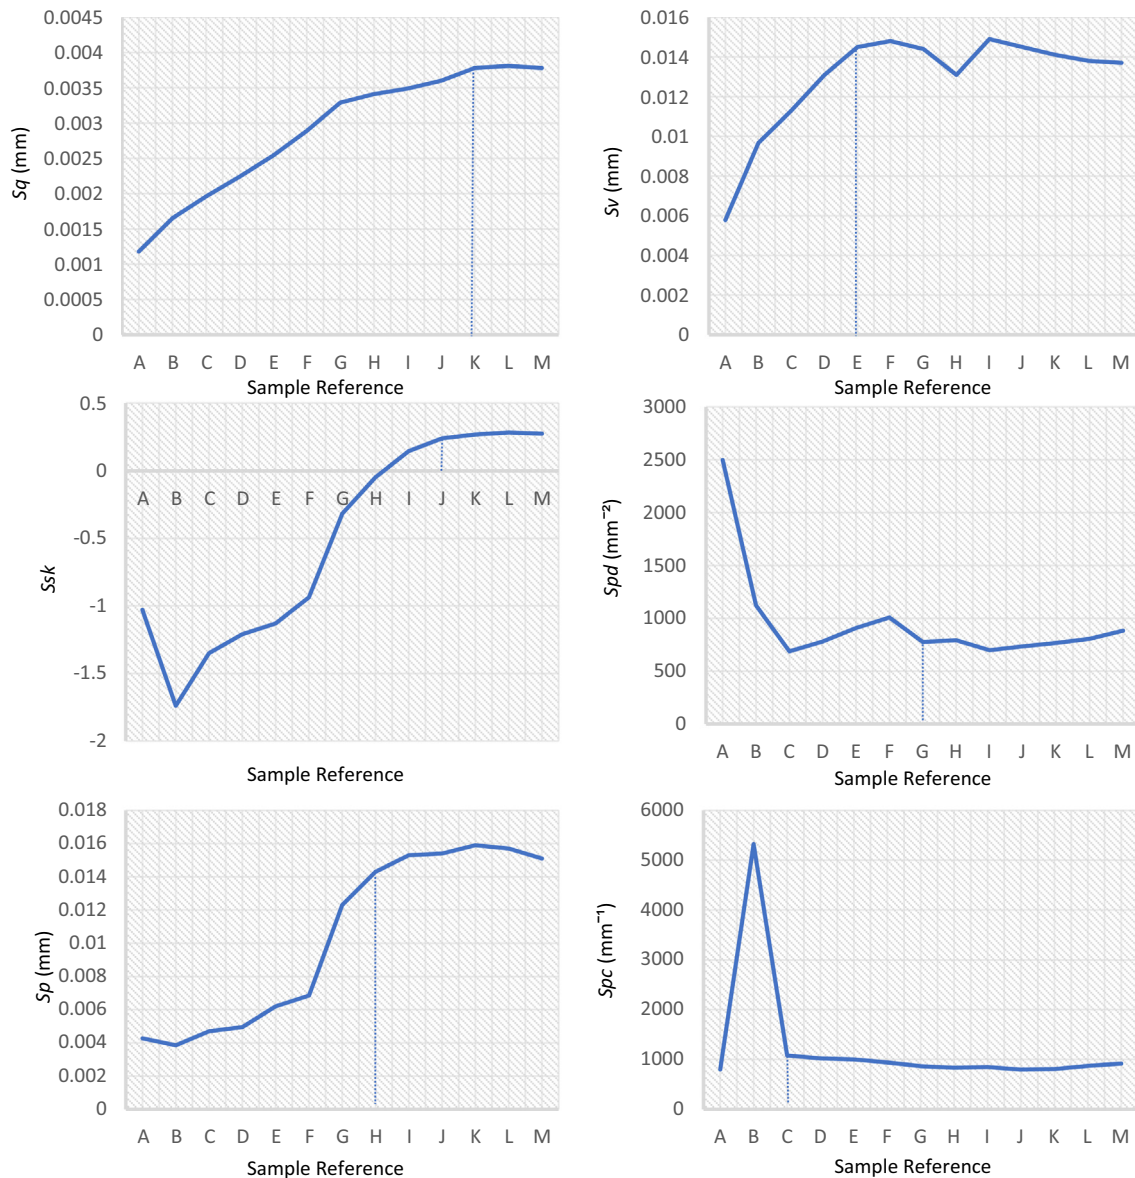 Sq (mm)
0.0045
0.004
0.0035
0.003
0.0025
0.002
0.0015
0.001
0.0005
0
A B C D E F G H I J K L M
Sample Reference
Sv (mm)
0.016
0.014
0.012
0.01
0.008
0.006
0.004
0.002
0
A B C D E F G H I J K L M
Sample Reference
Ssk
0.5
0
-0.5
-1
-1.5
-2
A B C D E F G H I J K L M
Sample Reference
Spd (mm⁻²)
3000
2500
2000
1500
1000
500
0
A B C D E F G H I J K L M
Sample Reference
Sp (mm)
0.018
0.016
0.014
0.012
0.01
0.008
0.006
0.004
0.002
0
A B C D E F G H I J K L M
Sample Reference
Spc (mm⁻¹)
6000
5000
4000
3000
2000
1000
0
A B C D E F G H I J K L M
Sample Reference